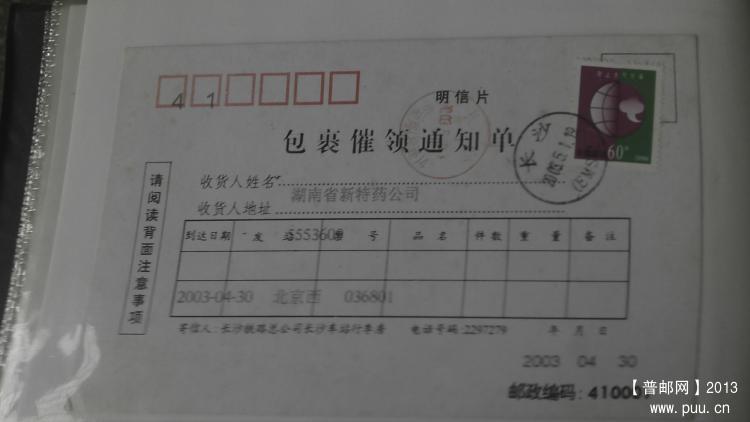 41
明信片
包裹催领通知单
60
长沙
请阅读背面注意事项
收货人姓名
湖南省新特药公司
收货人地址
到达日期 发 站 票 号 品 名 件数 重 量 备 注
2003-04-30 北京西 036801
寄信人:长沙铁路总公司长沙车站行李房 电话号码:2297279 年 月 日
2003 04 30
邮政编码: 410001
【普邮网】2013
www.puu.cn